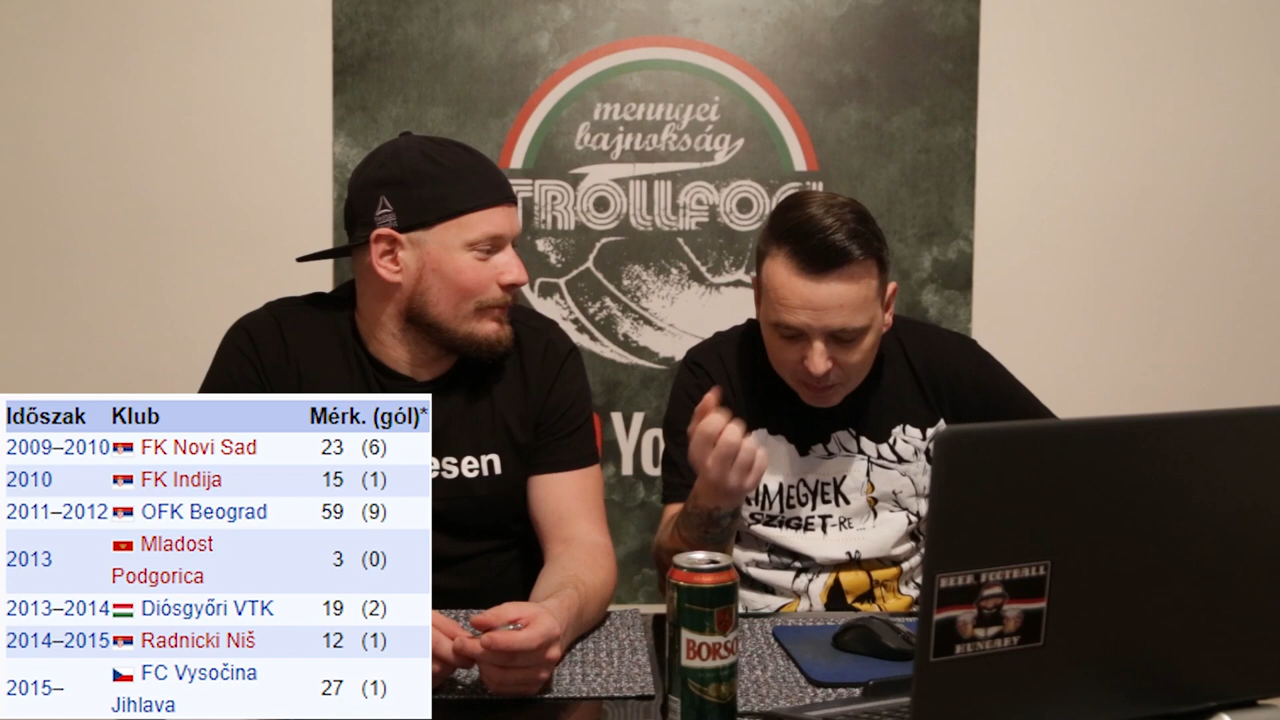 mennyei
bajnokság
esen
KIMEGYEK
SZIGET-RE...
BEER FOOTBALL
HUNGARY
Időszak Klub Mérk. (gól)*
2009–2010 FK Novi Sad 23 (6)
2010 FK Indija 15 (1)
2011–2012 OFK Beograd 59 (9)
2013 Mladost
Podgorica 3 (0)
2013–2014 Diósgyőri VTK 19 (2)
2014–2015 Radnicki Niš 12 (1)
2015– FC Vysočina
Jihlava 27 (1)